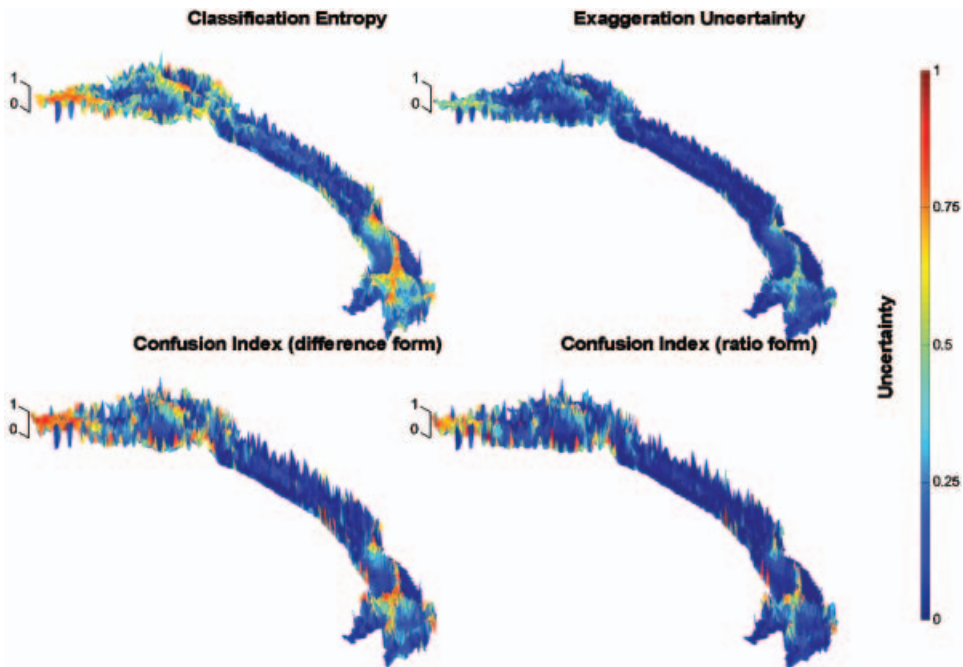 Classification Entropy
Exaggeration Uncertainty
1
0
1
0
1
0.75
0.5
0.25
0
Uncertainty
Confusion Index (difference form)
Confusion Index (ratio form)
1
0
1
0